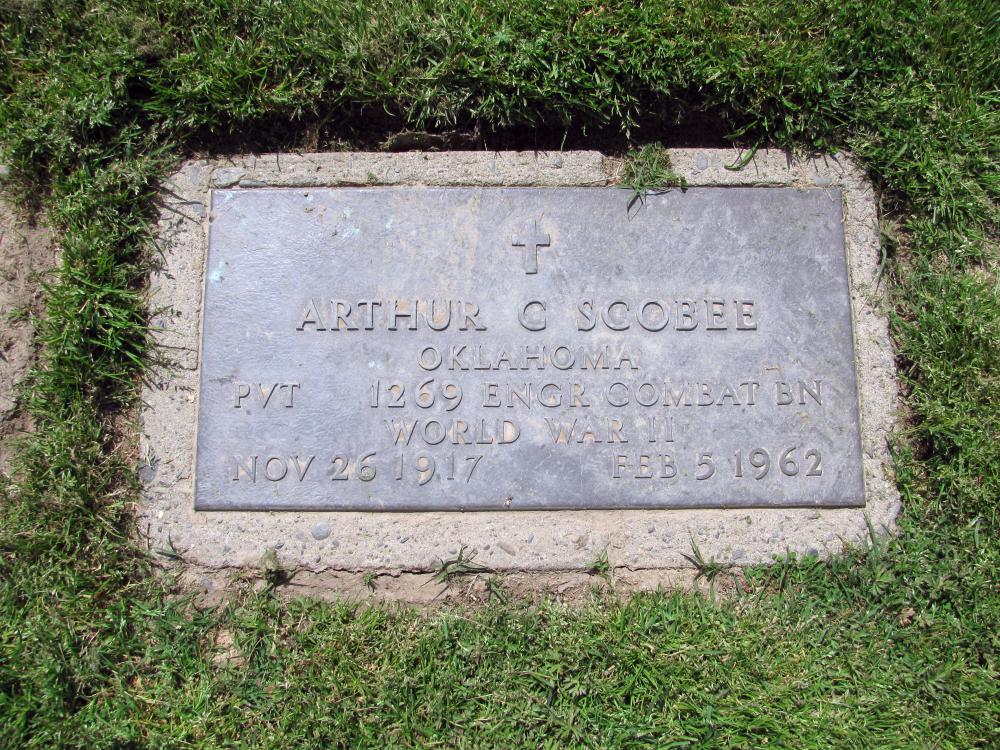 ARTHUR C SCOBEE
OKLAHOMA
PVT 1269 ENGR COMBAT BN
WORLD WAR II
NOV 26 1917 FEB 5 1962